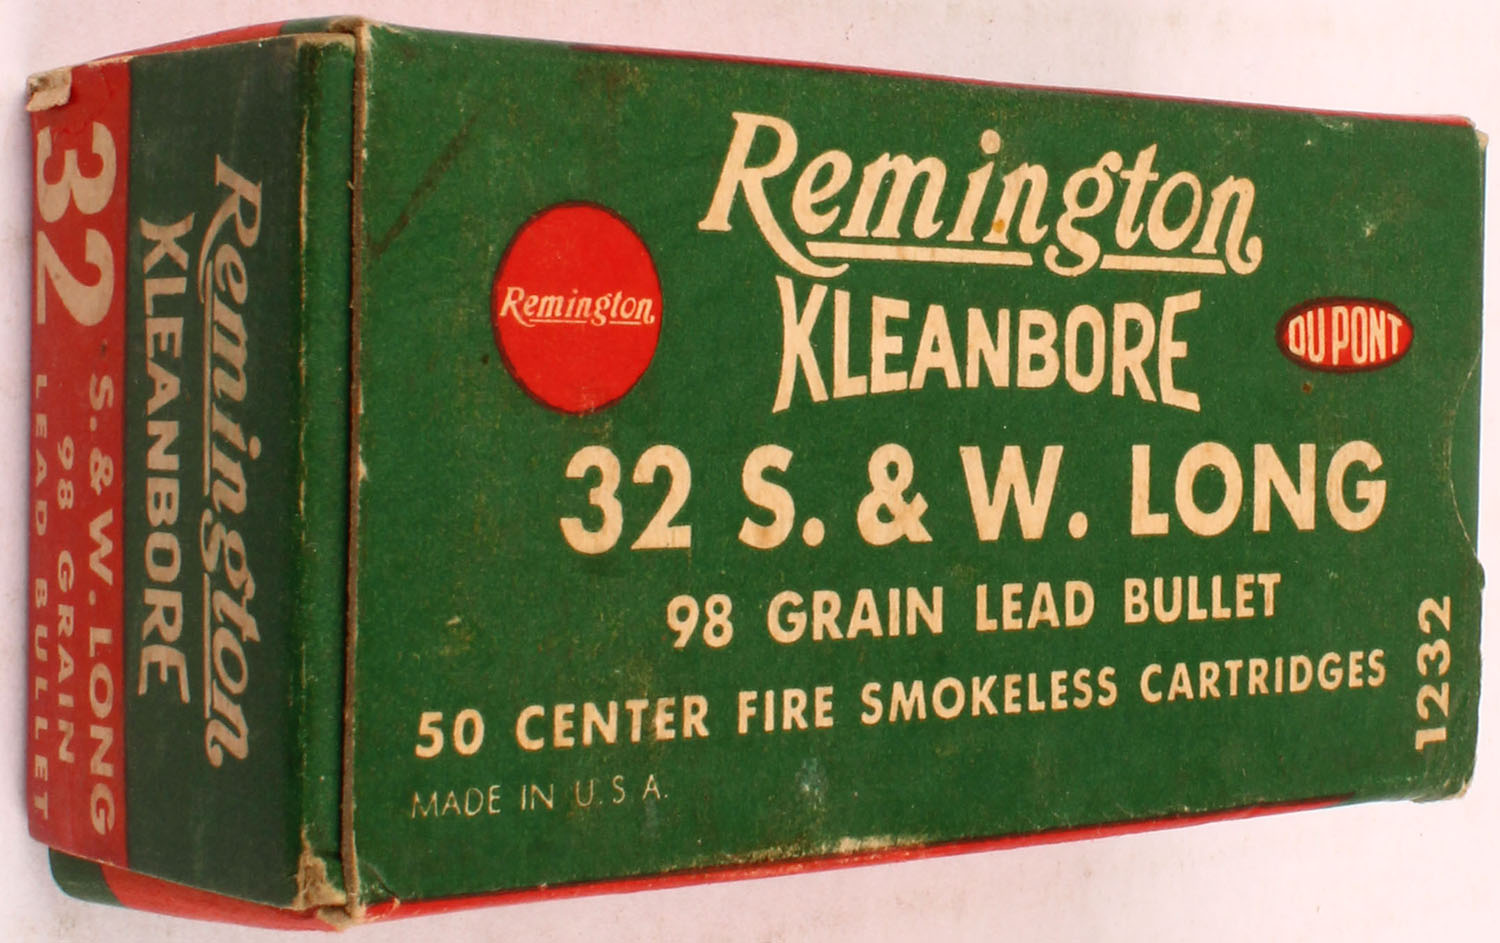 Remington
KLEANBORE
Remington
DU PONT
32 S. & W. LONG
98 GRAIN LEAD BULLET
50 CENTER FIRE SMOKELESS CARTRIDGES
MADE IN U.S.A.
1232
Remington
KLEANBORE
32 S. & W. LONG
98 GRAIN
LEAD BULLET
32